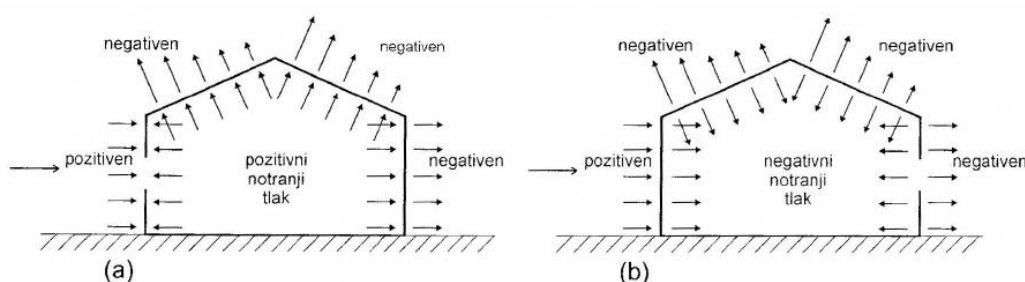 negativen
negativen
pozitiven
pozitivni
notranji
tlak
negativen
(a)
negativen
negativen
pozitiven
negativni
notranji
tlak
negativen
(b)